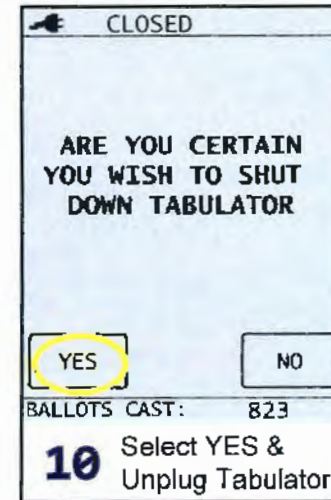 CLOSED
ARE YOU CERTAIN
YOU WISH TO SHUT
DOWN TABULATOR
YES
NO
BALLOTS CAST: 823
10 Select YES &
Unplug Tabulator